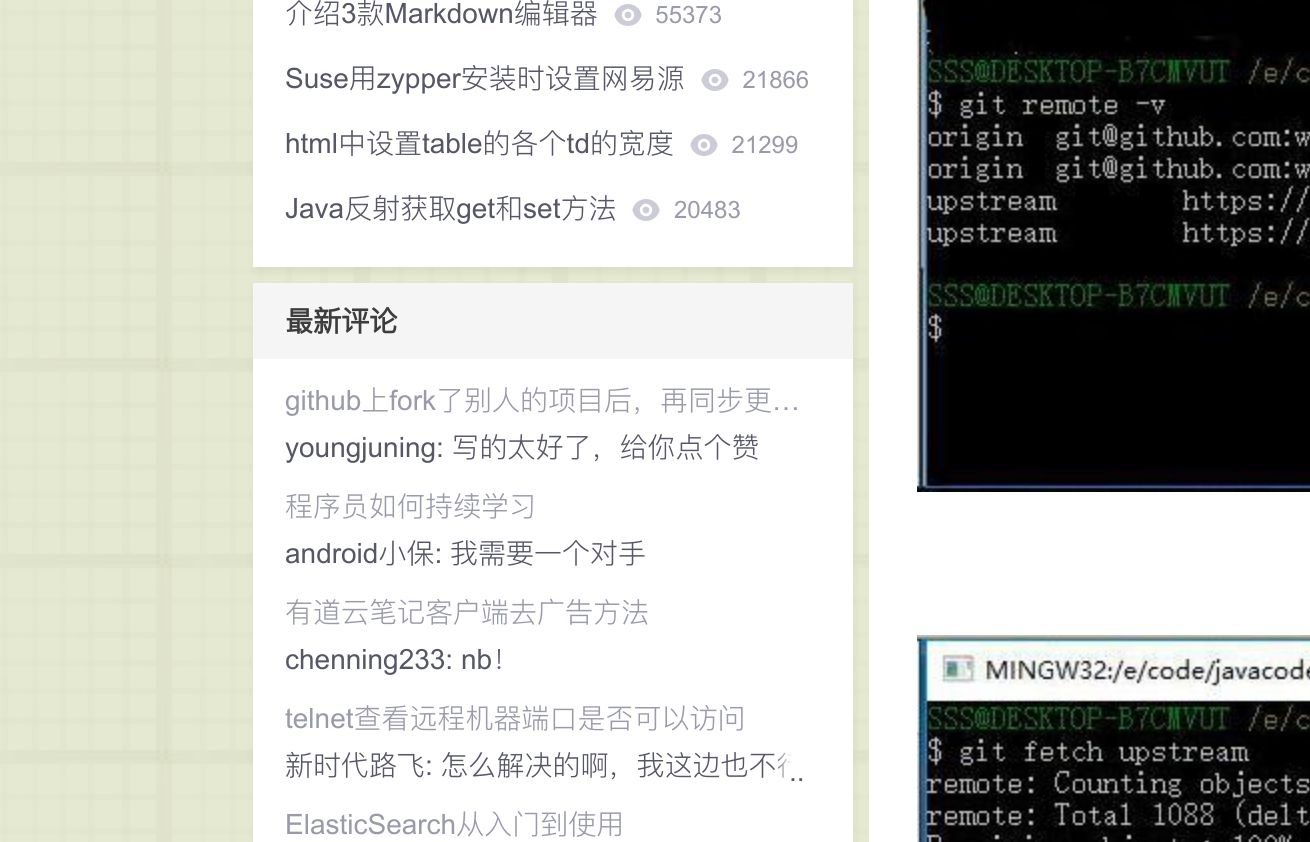 介绍3款Markdown编辑器 55373
Suse用zypper安装时设置网易源 21866
html中设置table的各个td的宽度 21299
Java反射获取get和set方法 20483
最新评论
github上fork了别人的项目后，再同步更...
youngjuning: 写的太好了，给你点个赞
程序员如何持续学习
android小保: 我需要一个对手
有道云笔记客户端去广告方法
chenning233: nb！
telnet查看远程机器端口是否可以访问
新时代路飞: 怎么解决的啊，我这边也不行..
ElasticSearch从入门到使用
SSS@DESKTOP-B7CMVUT /e/c
$ git remote -v
origin git@github.com:w
origin git@github.com:w
upstream https://
upstream https://
SSS@DESKTOP-B7CMVUT /e/c
$
MINGW32:/e/code/javacode
SSS@DESKTOP-B7CMVUT /e/c
$ git fetch upstream
remote: Counting objects
remote: Total 1088 (delt